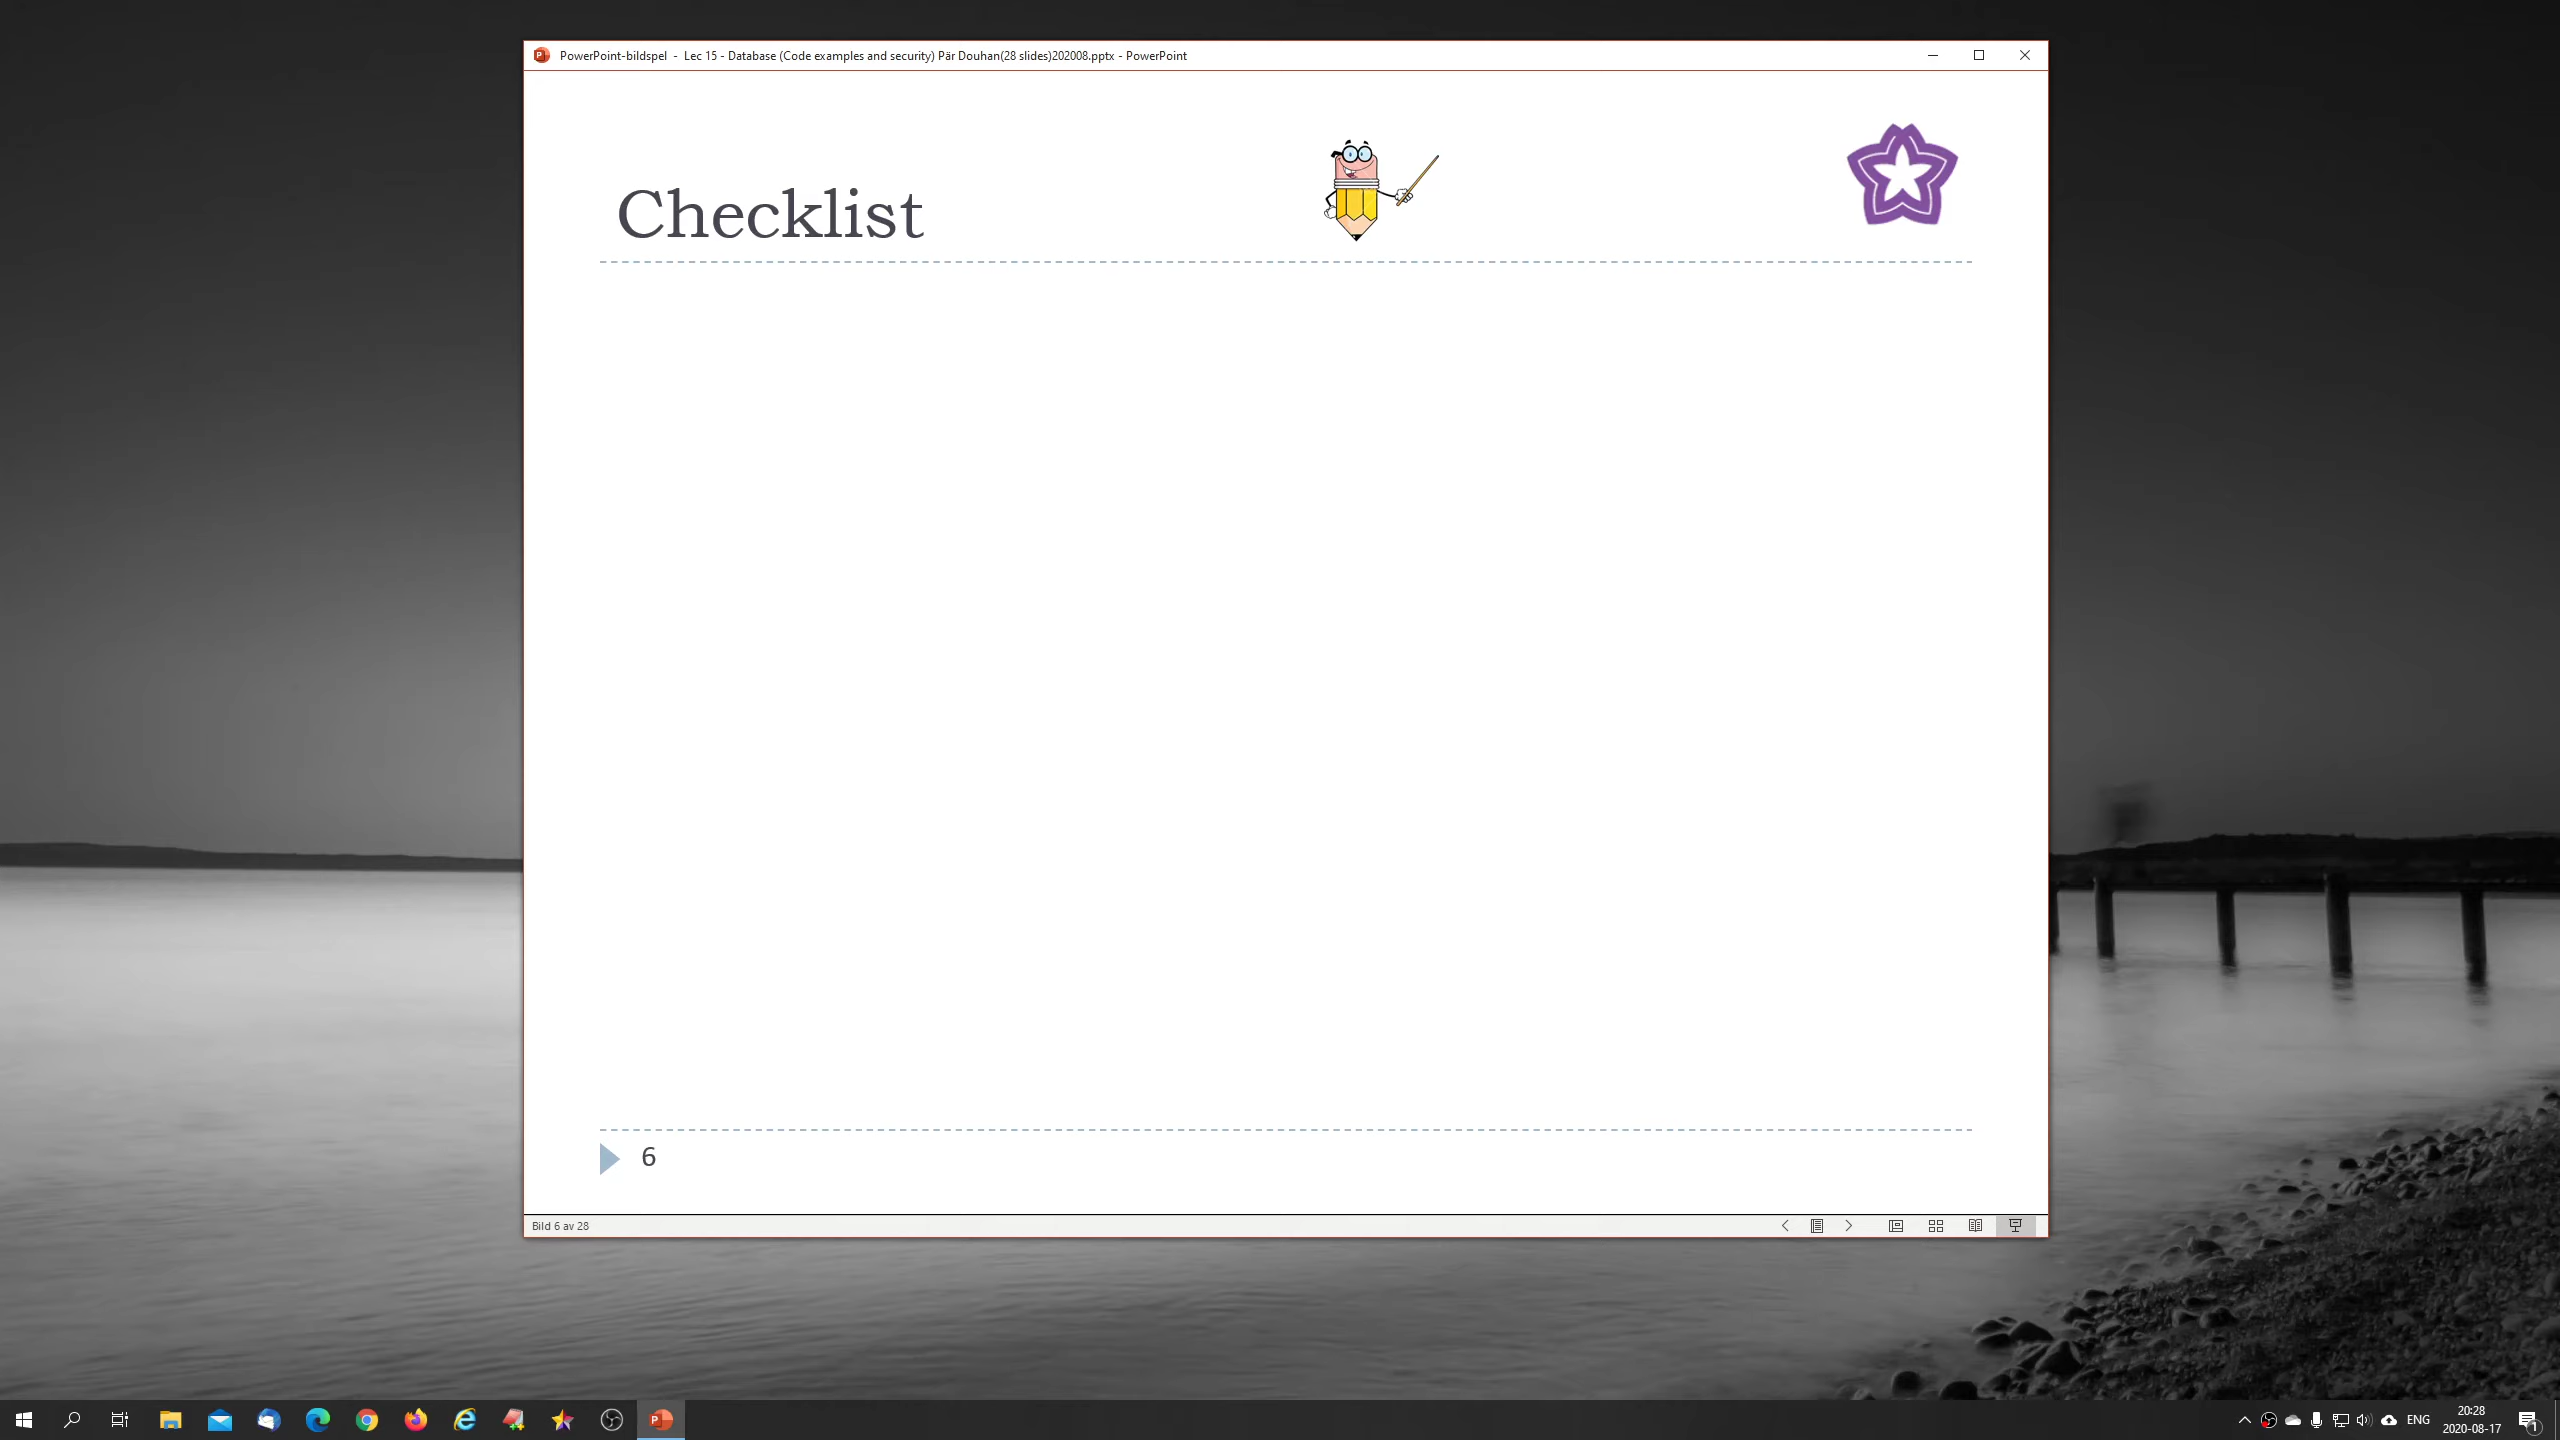 PowerPoint-bildspel - Lec 15 - Database (Code examples and security) Pär Douhan(28 slides)202008.pptx - PowerPoint
Checklist
6
Bild 6 av 28
ENG
20:28
2020-08-17
1